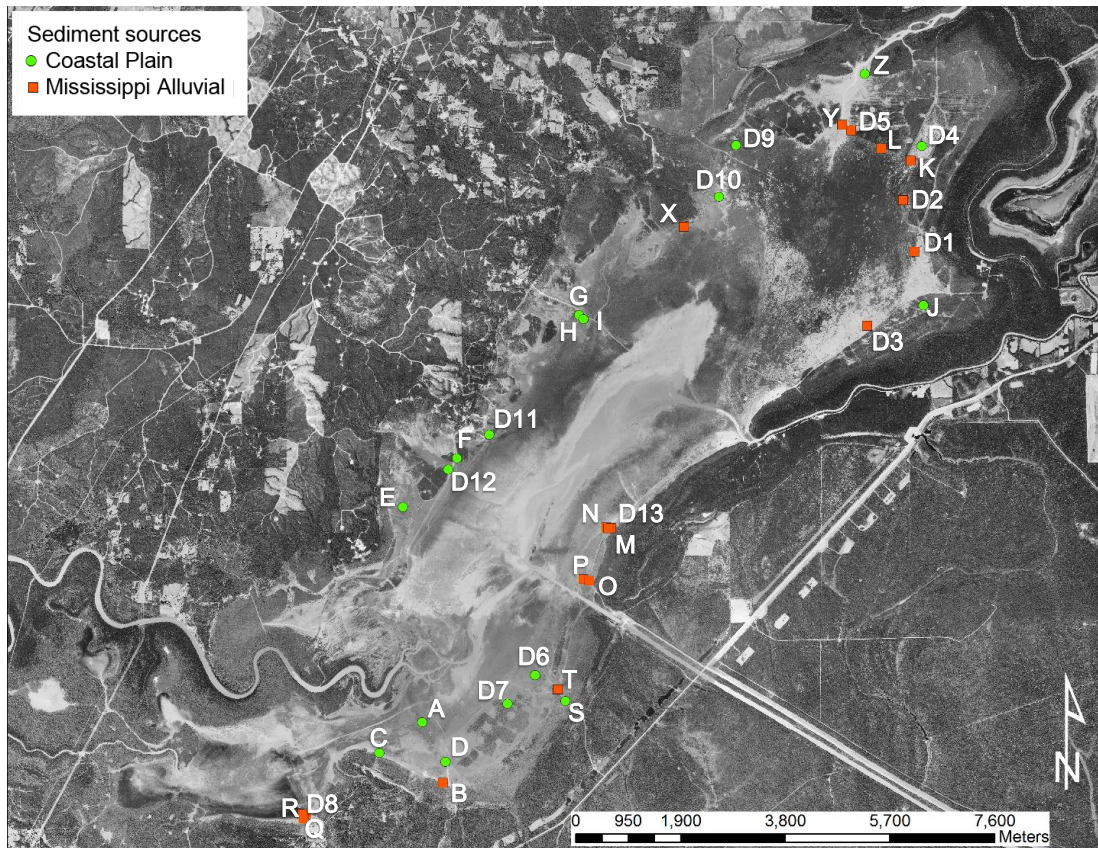 Sediment sources
Coastal Plain
Mississippi Alluvial
Z
Y
D5
L
D4
K
D9
D10
D2
X
D1
G
H
I
J
D3
D11
F
D12
E
N
D13
M
P
O
D6
T
D7
S
A
C
D
B
R
D8
Q
N
0 950 1,900 3,800 5,700 7,600
Meters